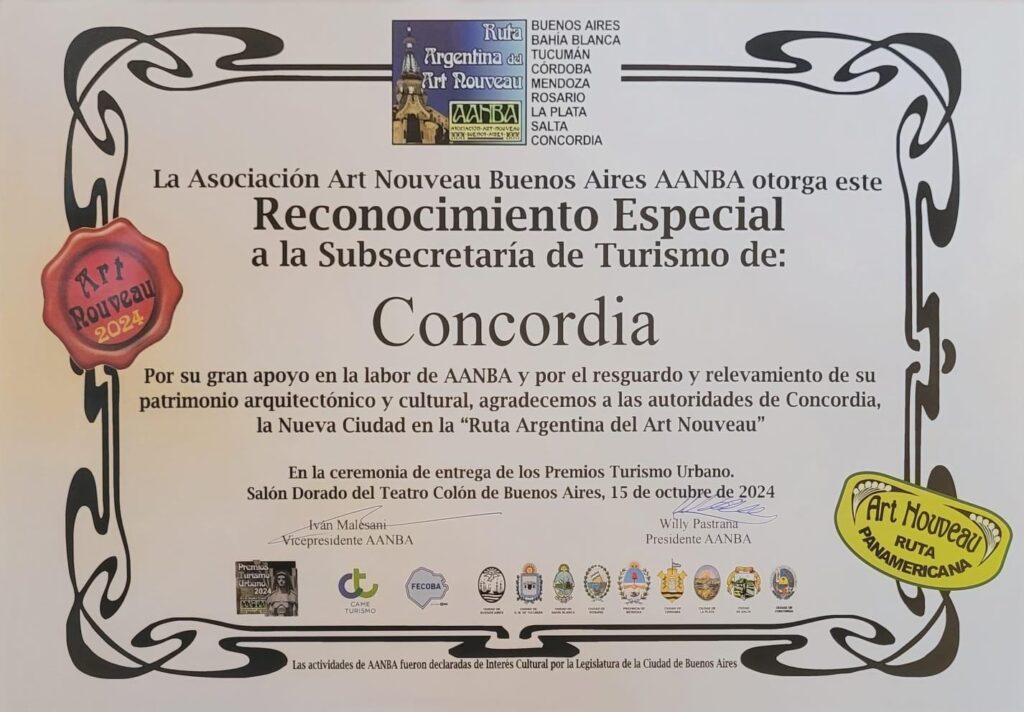 Ruta
Argentina del
Art Nouveau
AANBA
ASOCIACIÓN ART NOUVEAU
BUENOS AIRES
BUENOS AIRES
BAHÍA BLANCA
TUCUMÁN
CÓRDOBA
MENDOZA
ROSARIO
LA PLATA
SALTA
CONCORDIA
La Asociación Art Nouveau Buenos Aires AANBA otorga este
Reconocimiento Especial
a la Subsecretaría de Turismo de:
Art
Nouveau
2024
Concordia
Por su gran apoyo en la labor de AANBA y por el resguardo y relevamiento de su
patrimonio arquitectónico y cultural, agradecemos a las autoridades de Concordia,
la Nueva Ciudad en la “Ruta Argentina del Art Nouveau”
En la ceremonia de entrega de los Premios Turismo Urbano.
Salón Dorado del Teatro Colón de Buenos Aires, 15 de octubre de 2024
Iván Malesani
Vicepresidente AANBA
Willy Pastrana
Presidente AANBA
Art Nouveau
RUTA
PANAMERICANA
Premios
Turismo
Urbano
2024
ct
CAME
TURISMO
FECOBA
Las actividades de AANBA fueron declaradas de Interés Cultural por la Legislatura de la Ciudad de Buenos Aires